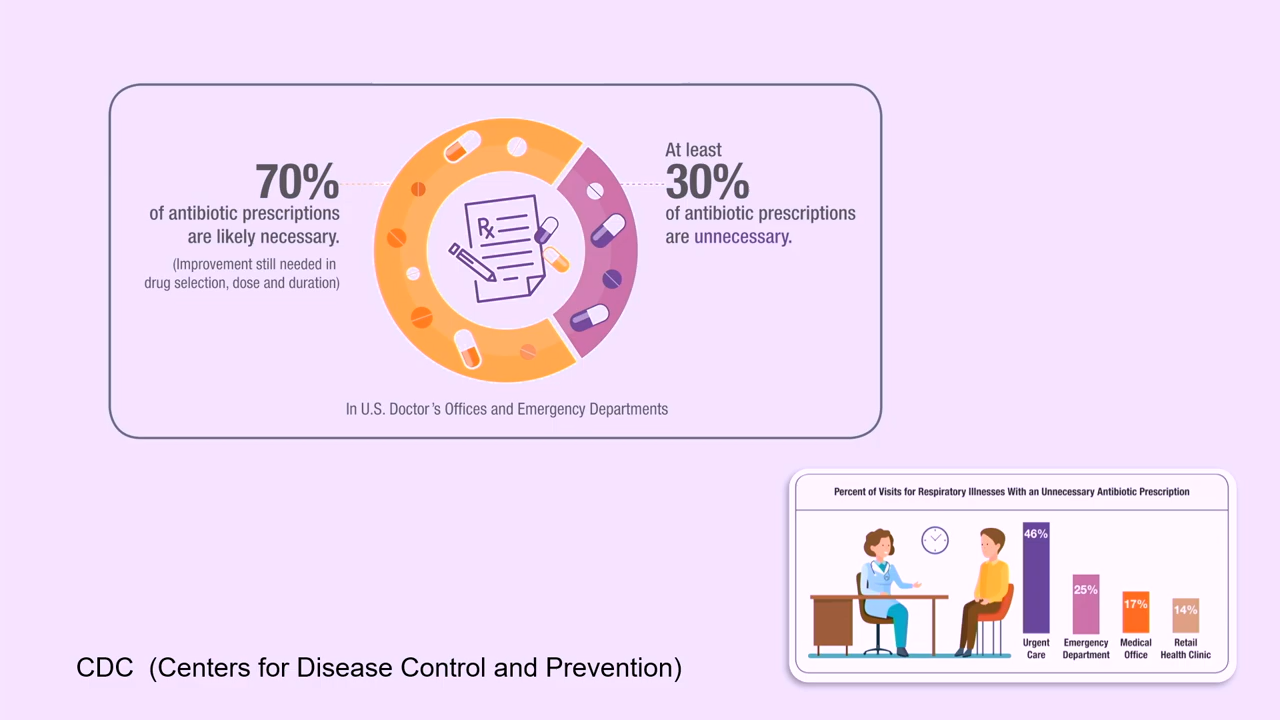 70%
of antibiotic prescriptions
are likely necessary.
(Improvement still needed in
drug selection, dose and duration)
Rx
At least
30%
of antibiotic prescriptions
are unnecessary.
In U.S. Doctor's Offices and Emergency Departments
Percent of Visits for Respiratory Illnesses With an Unnecessary Antibiotic Prescription
46%
25%
17%
14%
Urgent
Care
Emergency
Department
Medical
Office
Retail
Health Clinic
CDC (Centers for Disease Control and Prevention)